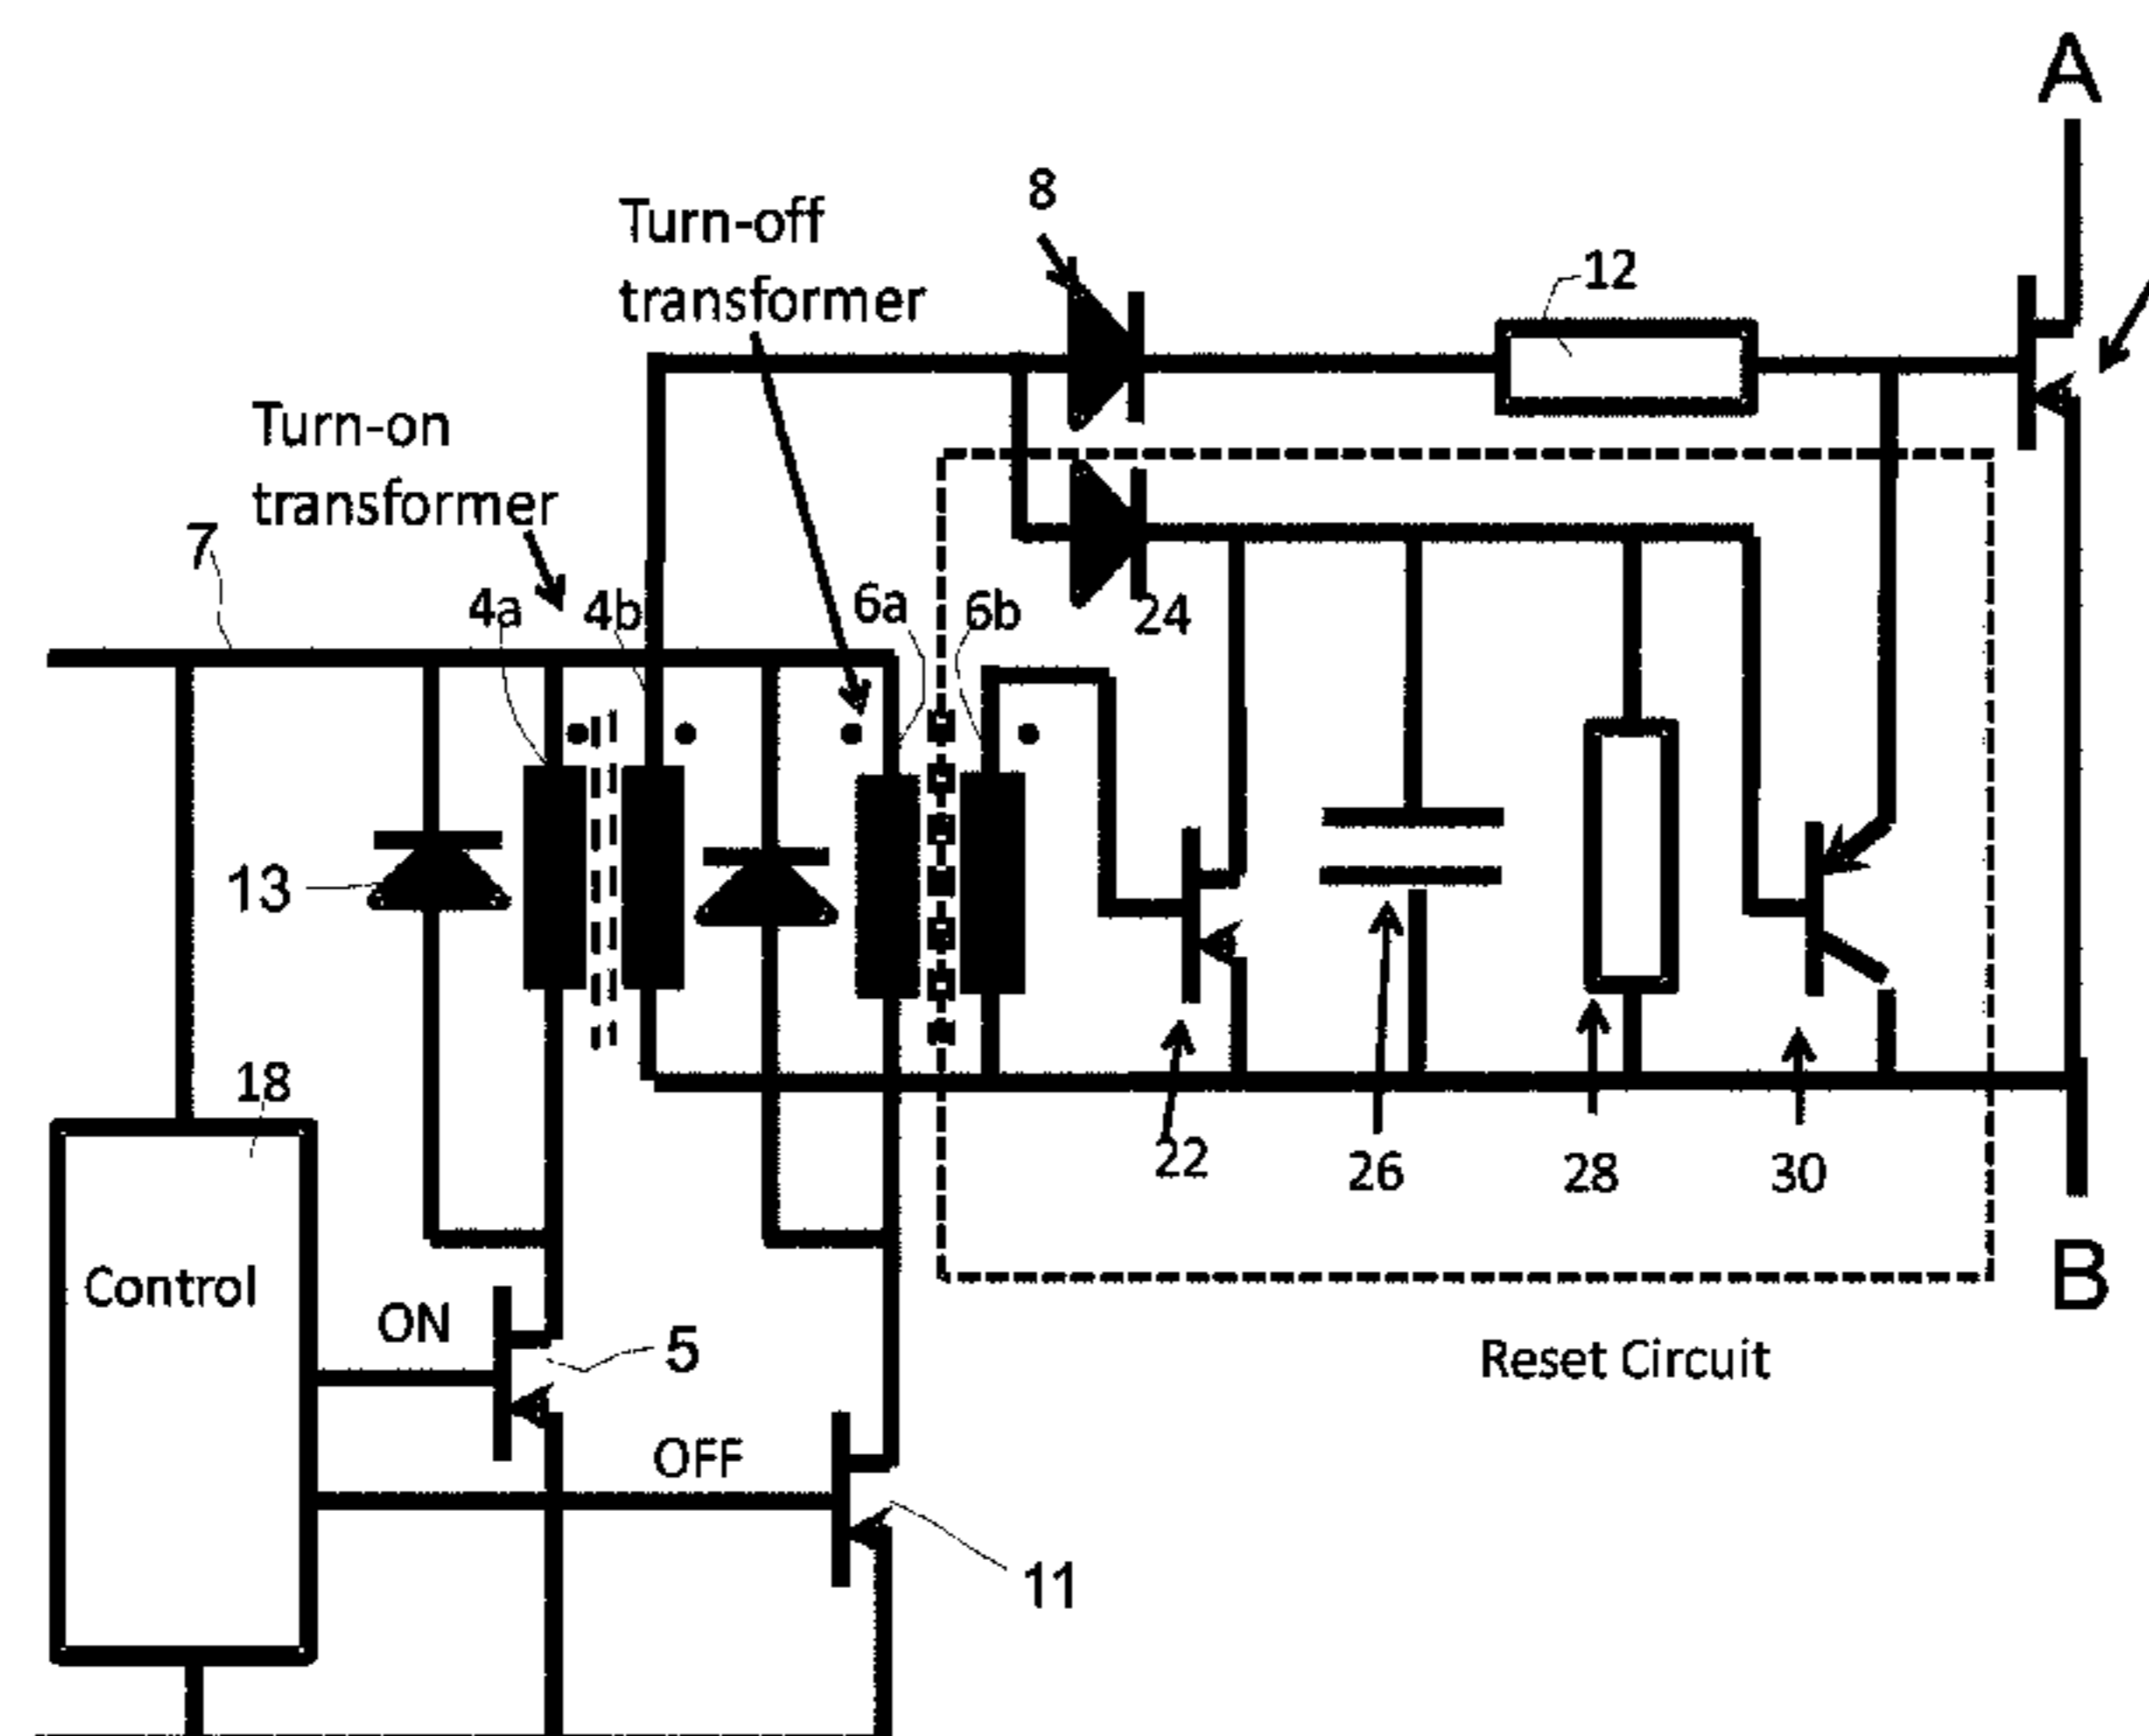 A
8
Turn-off
transformer
12
Turn-on
transformer
7
4a
4b
6a
6b
24
13
18
22
26
28
30
Control
ON
5
B
Reset Circuit
OFF
11